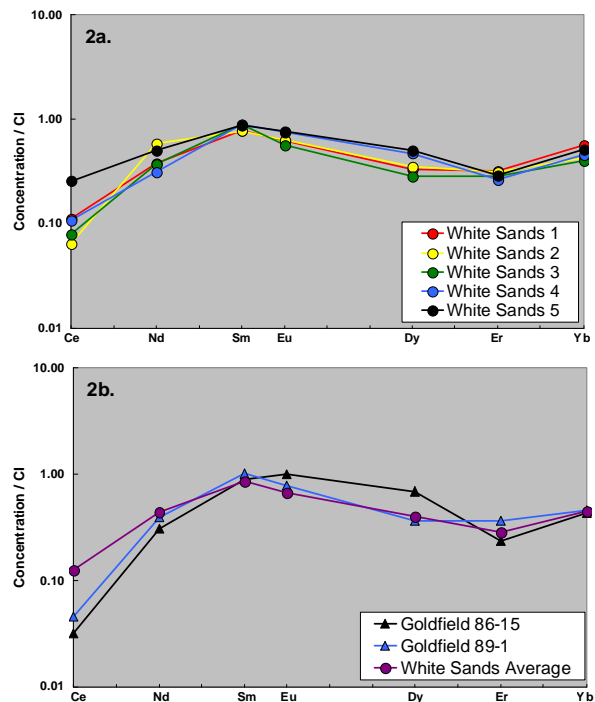 2a.
10.00
1.00
0.10
0.01
Concentration / CI
Ce Nd Sm Eu Dy Er Yb
White Sands 1
White Sands 2
White Sands 3
White Sands 4
White Sands 5
2b.
10.00
1.00
0.10
0.01
Concentration / CI
Ce Nd Sm Eu Dy Er Yb
Goldfield 86-15
Goldfield 89-1
White Sands Average